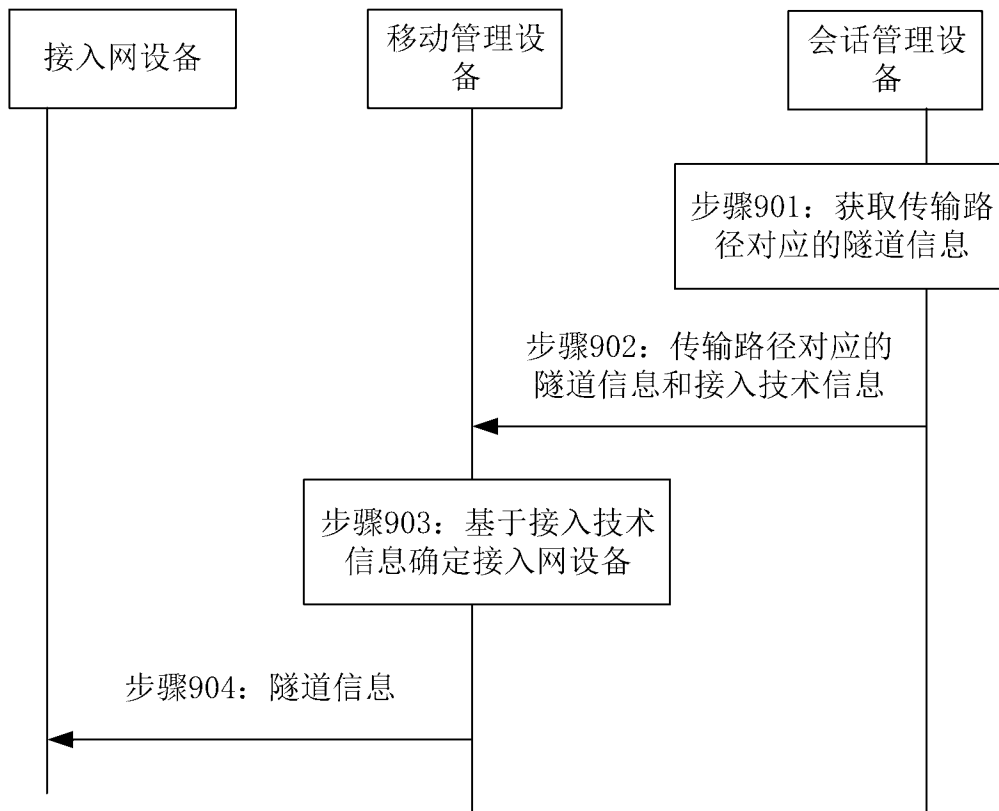 接入网设备
移动管理设
备
会话管理设
备
步骤901：获取传输路
径对应的隧道信息
步骤902：传输路径对应的
隧道信息和接入技术信息
步骤903：基于接入技术
信息确定接入网设备
步骤904：隧道信息